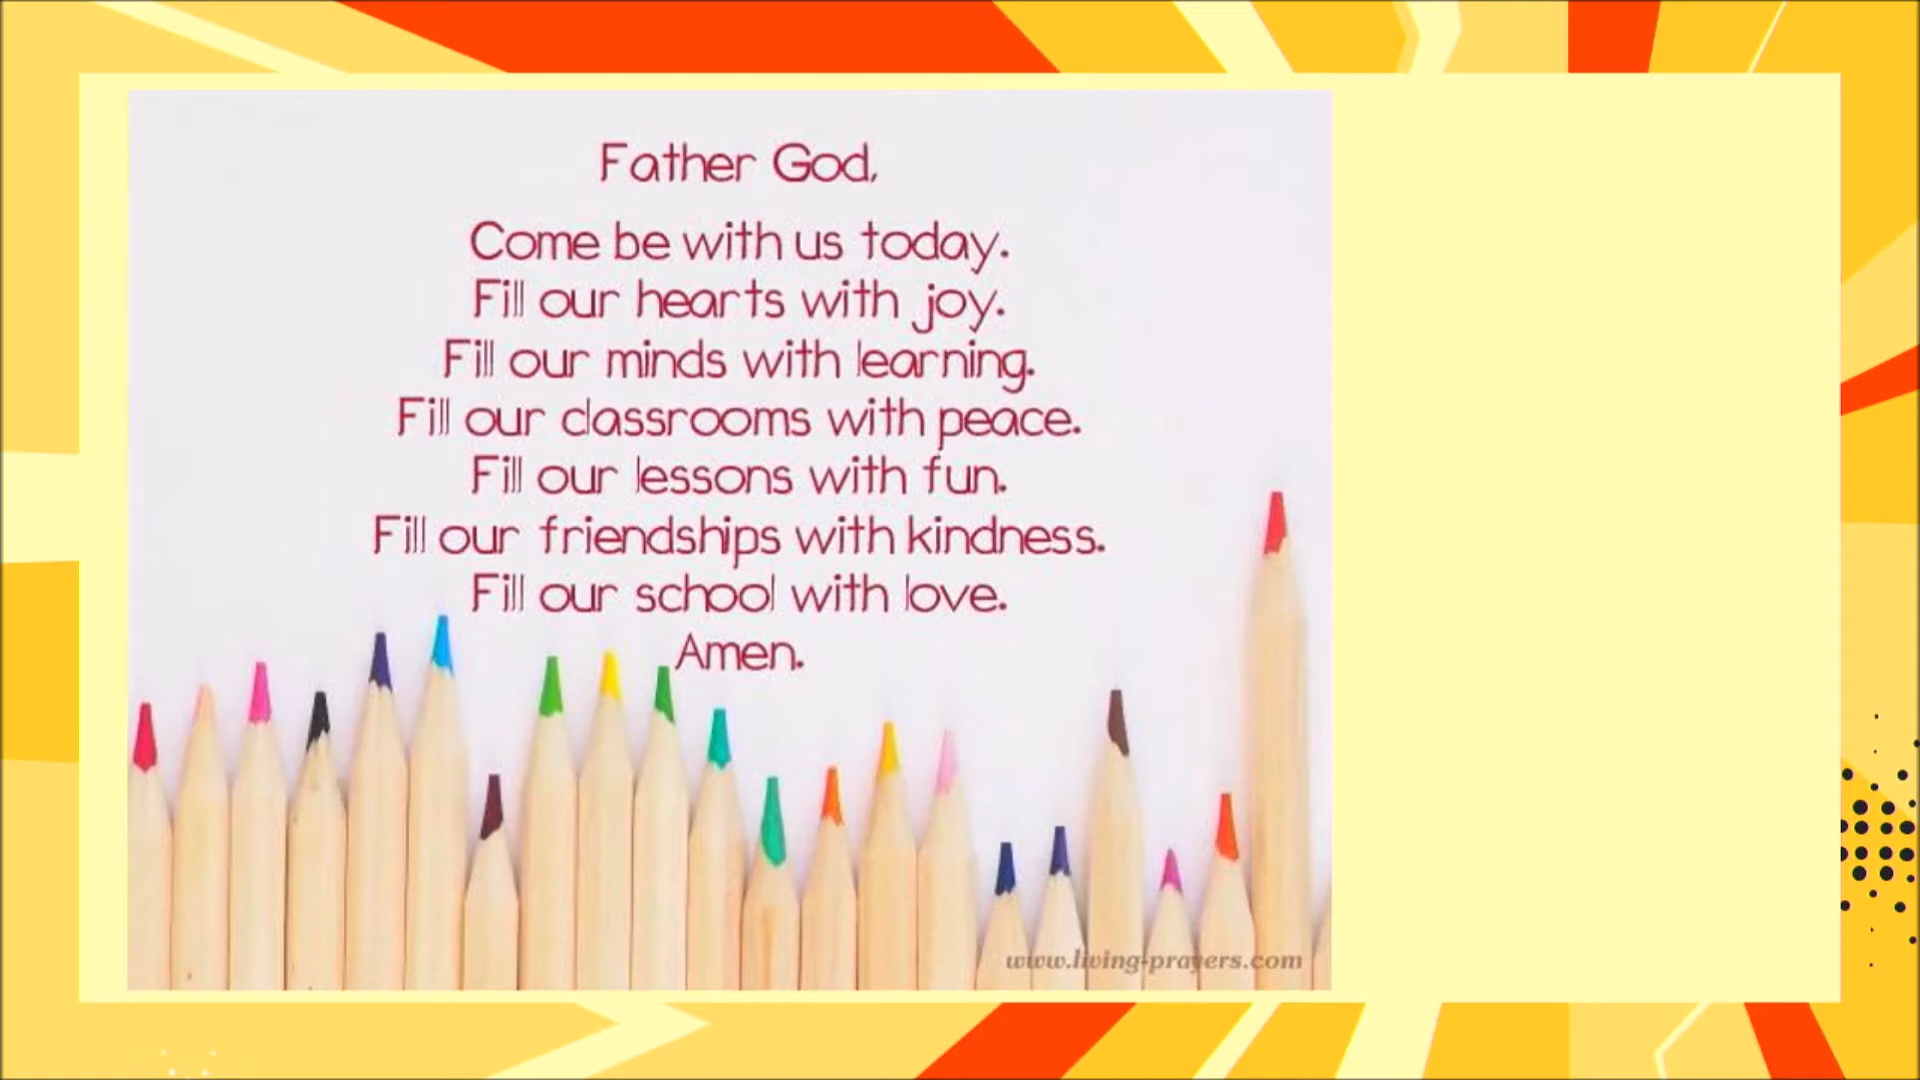 Father God,
Come be with us today.
Fill our hearts with joy.
Fill our minds with learning.
Fill our classrooms with peace.
Fill our lessons with fun.
Fill our friendships with kindness.
Fill our school with love.
Amen.
www.living-prayers.com